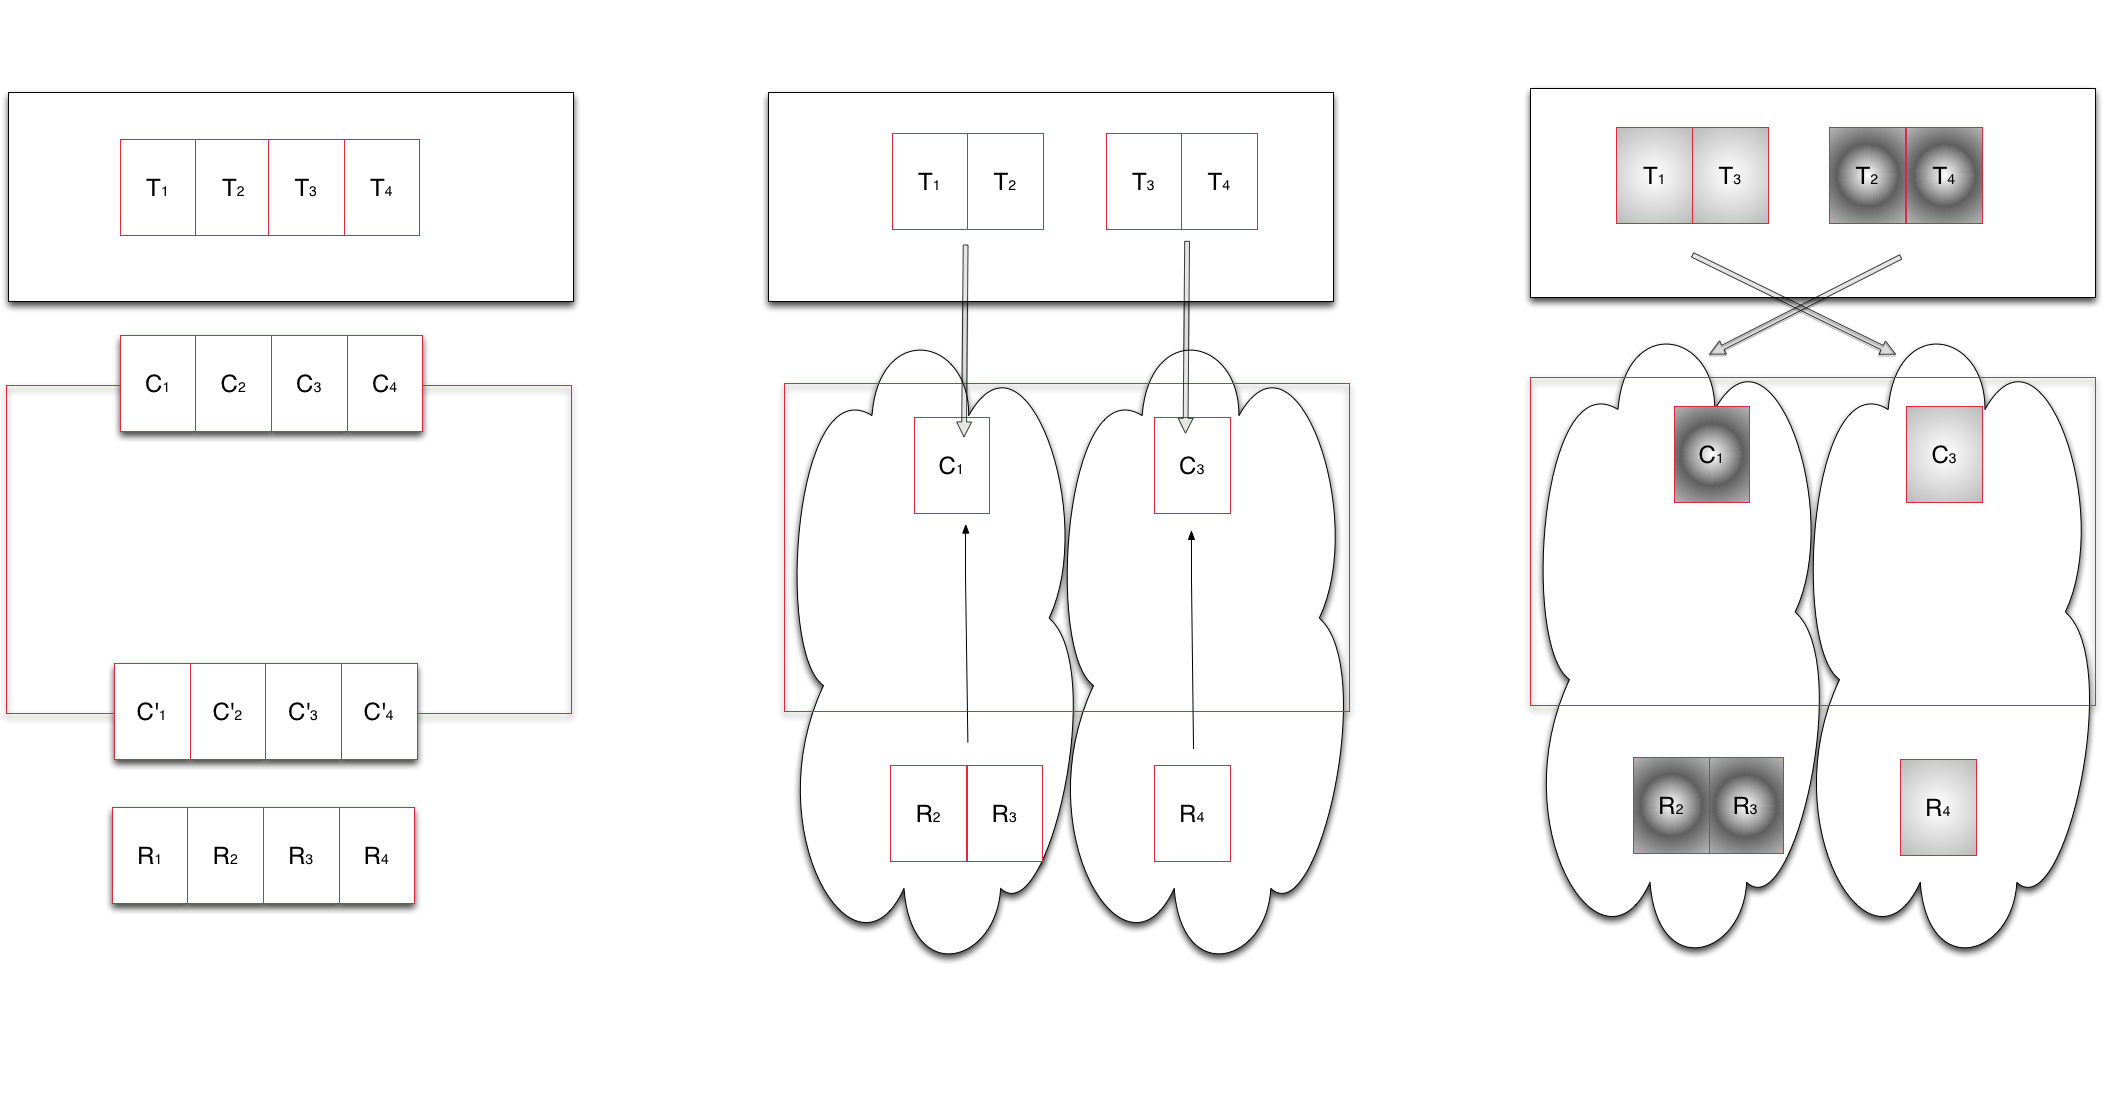 T1 T2 T3 T4
C1 C2 C3 C4
C'1 C'2 C'3 C'4
R1 R2 R3 R4
T1 T2 T3 T4
C1 C3
R2 R3 R4
T1 T3 T2 T4
C1 C3
R2 R3 R4